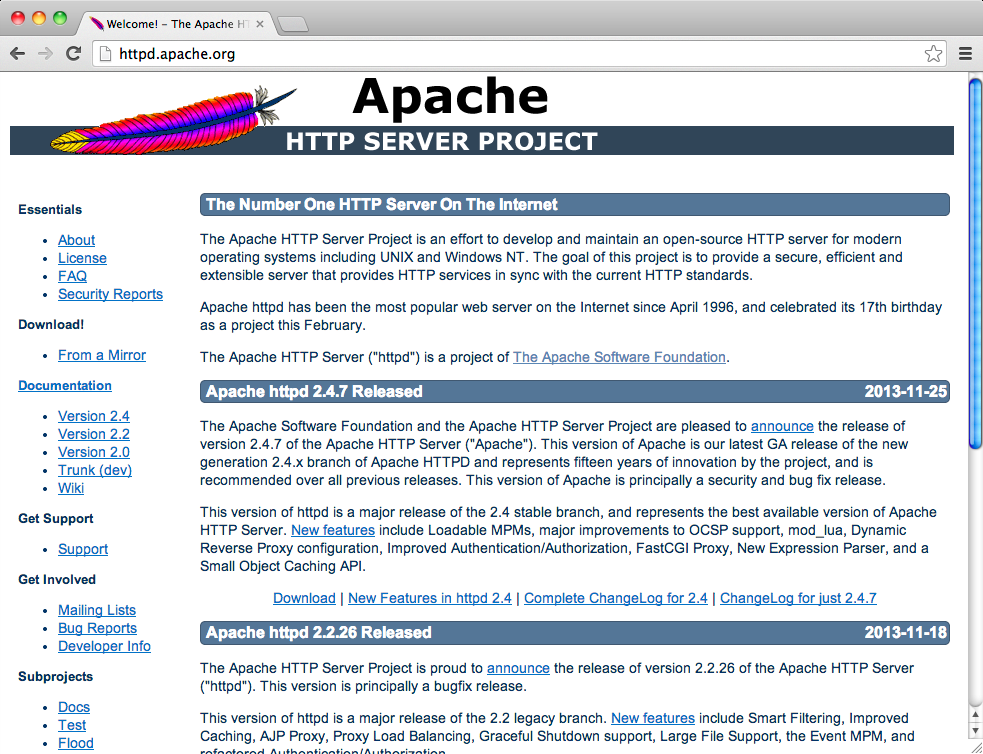 Welcome! – The Apache HT
httpd.apache.org
Apache
HTTP SERVER PROJECT
Essentials
About
License
FAQ
Security Reports
Download!
From a Mirror
Documentation
Version 2.4
Version 2.2
Version 2.0
Trunk (dev)
Wiki
Get Support
Support
Get Involved
Mailing Lists
Bug Reports
Developer Info
Subprojects
Docs
Test
Flood
The Number One HTTP Server On The Internet
The Apache HTTP Server Project is an effort to develop and maintain an open-source HTTP server for modern
operating systems including UNIX and Windows NT. The goal of this project is to provide a secure, efficient and
extensible server that provides HTTP services in sync with the current HTTP standards.
Apache httpd has been the most popular web server on the Internet since April 1996, and celebrated its 17th birthday
as a project this February.
The Apache HTTP Server ("httpd") is a project of The Apache Software Foundation.
Apache httpd 2.4.7 Released 2013-11-25
The Apache Software Foundation and the Apache HTTP Server Project are pleased to announce the release of
version 2.4.7 of the Apache HTTP Server ("Apache"). This version of Apache is our latest GA release of the new
generation 2.4.x branch of Apache HTTPD and represents fifteen years of innovation by the project, and is
recommended over all previous releases. This version of Apache is principally a security and bug fix release.
This version of httpd is a major release of the 2.4 stable branch, and represents the best available version of Apache
HTTP Server. New features include Loadable MPMs, major improvements to OCSP support, mod_lua, Dynamic
Reverse Proxy configuration, Improved Authentication/Authorization, FastCGI Proxy, New Expression Parser, and a
Small Object Caching API.
Download | New Features in httpd 2.4 | Complete ChangeLog for 2.4 | ChangeLog for just 2.4.7
Apache httpd 2.2.26 Released 2013-11-18
The Apache HTTP Server Project is proud to announce the release of version 2.2.26 of the Apache HTTP Server
("httpd"). This version is principally a bugfix release.
This version of httpd is a major release of the 2.2 legacy branch. New features include Smart Filtering, Improved
Caching, AJP Proxy, Proxy Load Balancing, Graceful Shutdown support, Large File Support, the Event MPM, and
refactored Authentication/Authorization.